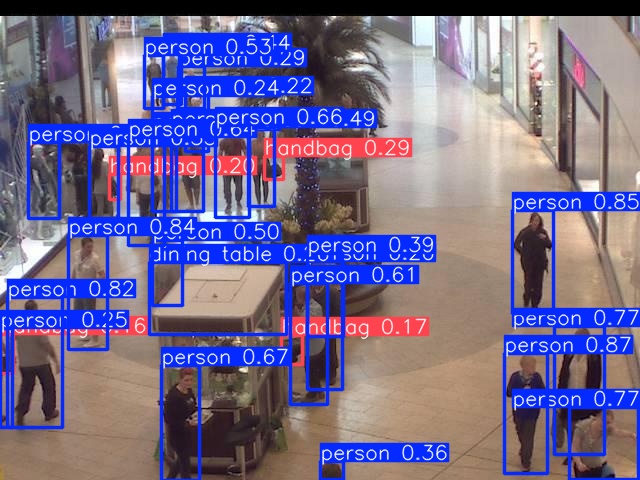 person 0.53
person 0.29
person 0.24
.22
person 0.66
.49
handbag 0.29
handbag 0.20
person 0.85
person 0.84
0.50
dining table
person 0.39
person 0.61
person 0.82
person 0.25
handbag 0.17
person 0.77
person 0.87
person 0.67
person 0.77
person 0.36